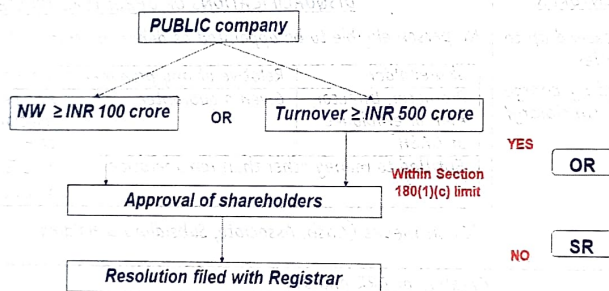 PUBLIC company
NW ≥ INR 100 crore
OR
Turnover ≥ INR 500 crore
YES
OR
Within Section
180(1)(c) limit
Approval of shareholders
NO
SR
Resolution filed with Registrar